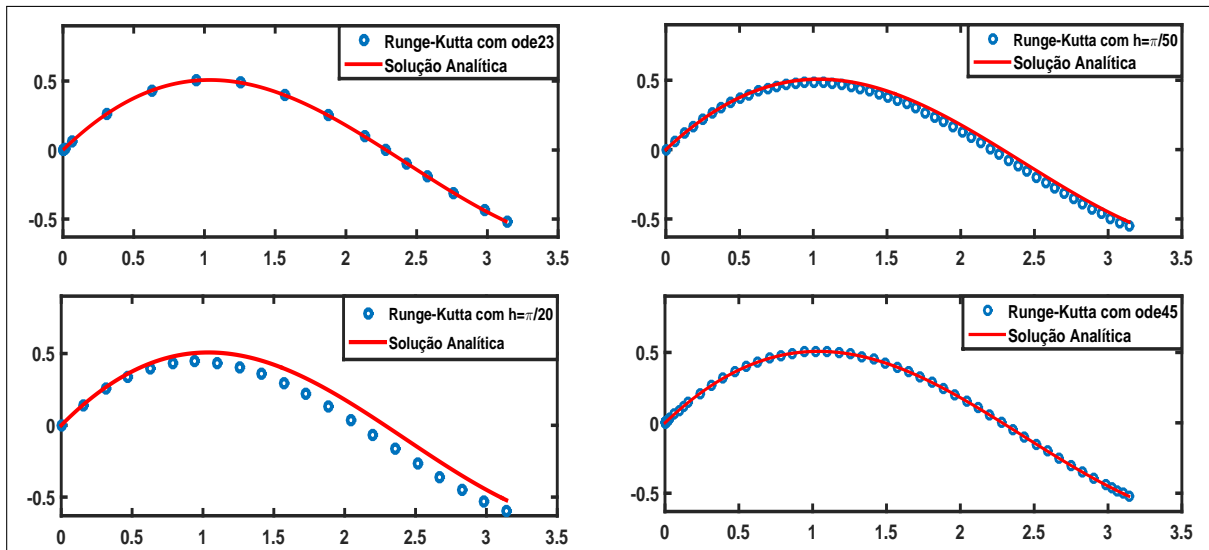 Runge-Kutta com ode23
Solução Analítica
0.5
0
-0.5
0 0.5 1 1.5 2 2.5 3 3.5
Runge-Kutta com h=π/50
Solução Analítica
0.5
0
-0.5
0 0.5 1 1.5 2 2.5 3 3.5
Runge-Kutta com h=π/20
Solução Analítica
0.5
0
-0.5
0 0.5 1 1.5 2 2.5 3 3.5
Runge-Kutta com ode45
Solução Analítica
0.5
0
-0.5
0 0.5 1 1.5 2 2.5 3 3.5